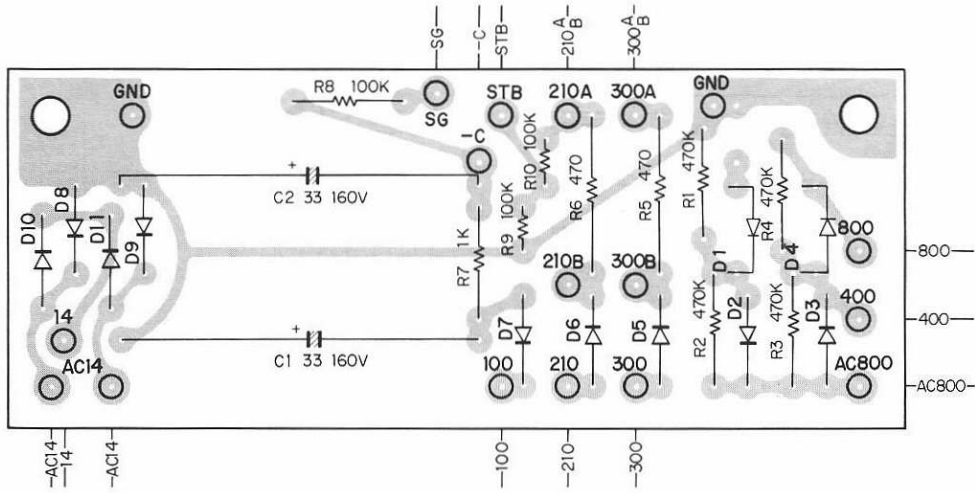 -SG-
-C
-STB-
210A
B
300A
B
GND
R8 100K
SG
STB
210A
300A
GND
-C
R10 100K
470
R6
470
R5
R1 470K
470K
R4
+
C2 33 160V
D8
D10
D11
D9
R9 100K
1K
R7
210B
300B
D1
D4
800
-800-
14
+
C1 33 160V
D7
D6
D5
R2 470K
D2
R3 470K
D3
400
-400-
AC14
100
210
300
AC800
-AC800-
-AC14-
-14-
-AC14-
-100-
-210-
-300-